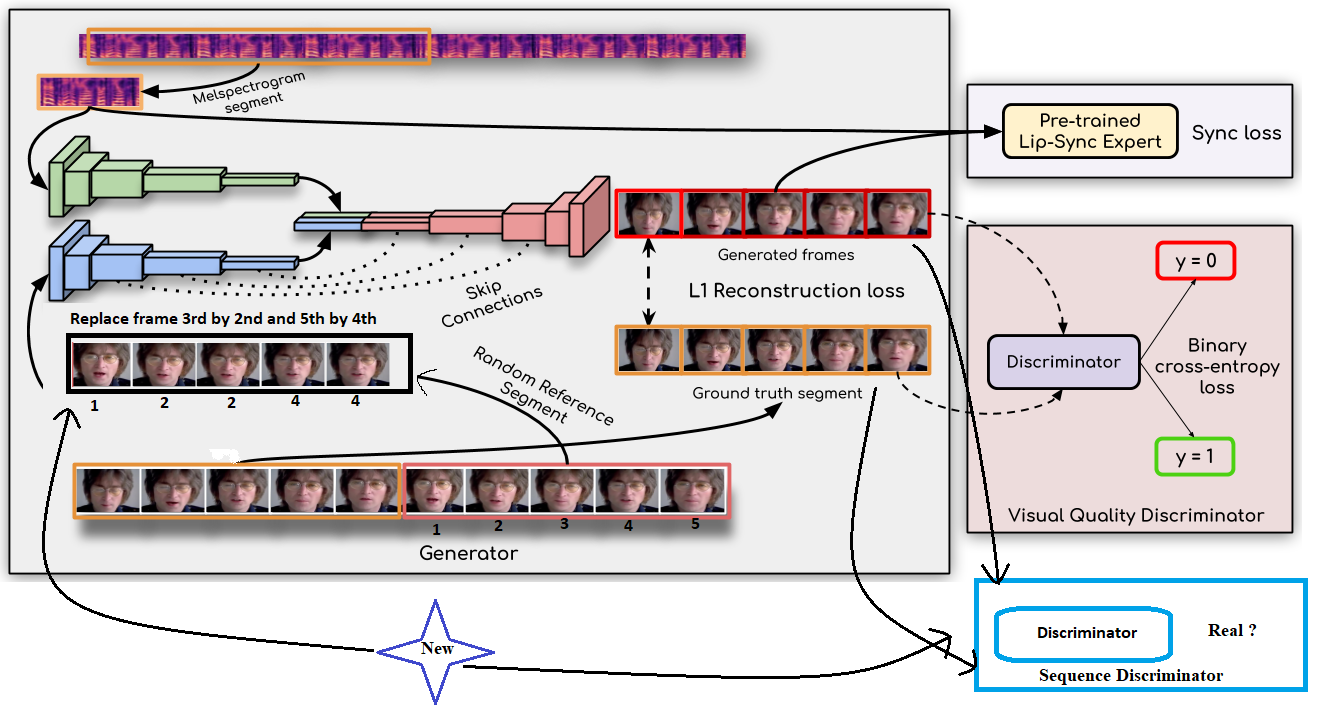 Melspectrogram
segment
Pre-trained
Lip-Sync Expert
Sync loss
Generated frames
L1 Reconstruction loss
Skip
Connections
Replace frame 3rd by 2nd and 5th by 4th
1 2 2 4 4
Random Reference
Segment
Ground truth segment
1 2 3 4 5
Generator
y = 0
Discriminator
Binary
cross-entropy
loss
y = 1
Visual Quality Discriminator
New
Discriminator
Real ?
Sequence Discriminator